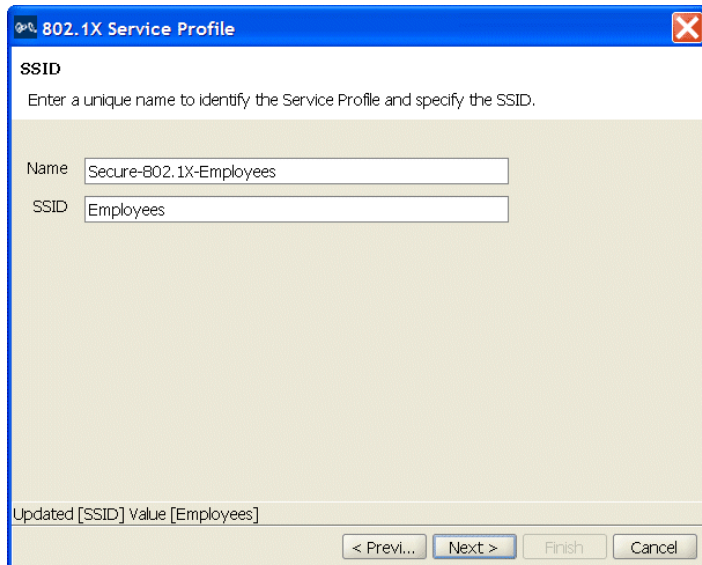 802.1X Service Profile
SSID
Enter a unique name to identify the Service Profile and specify the SSID.
Name Secure-802.1X-Employees
SSID Employees
Updated [SSID] Value [Employees]
< Previ... Next > Finish Cancel